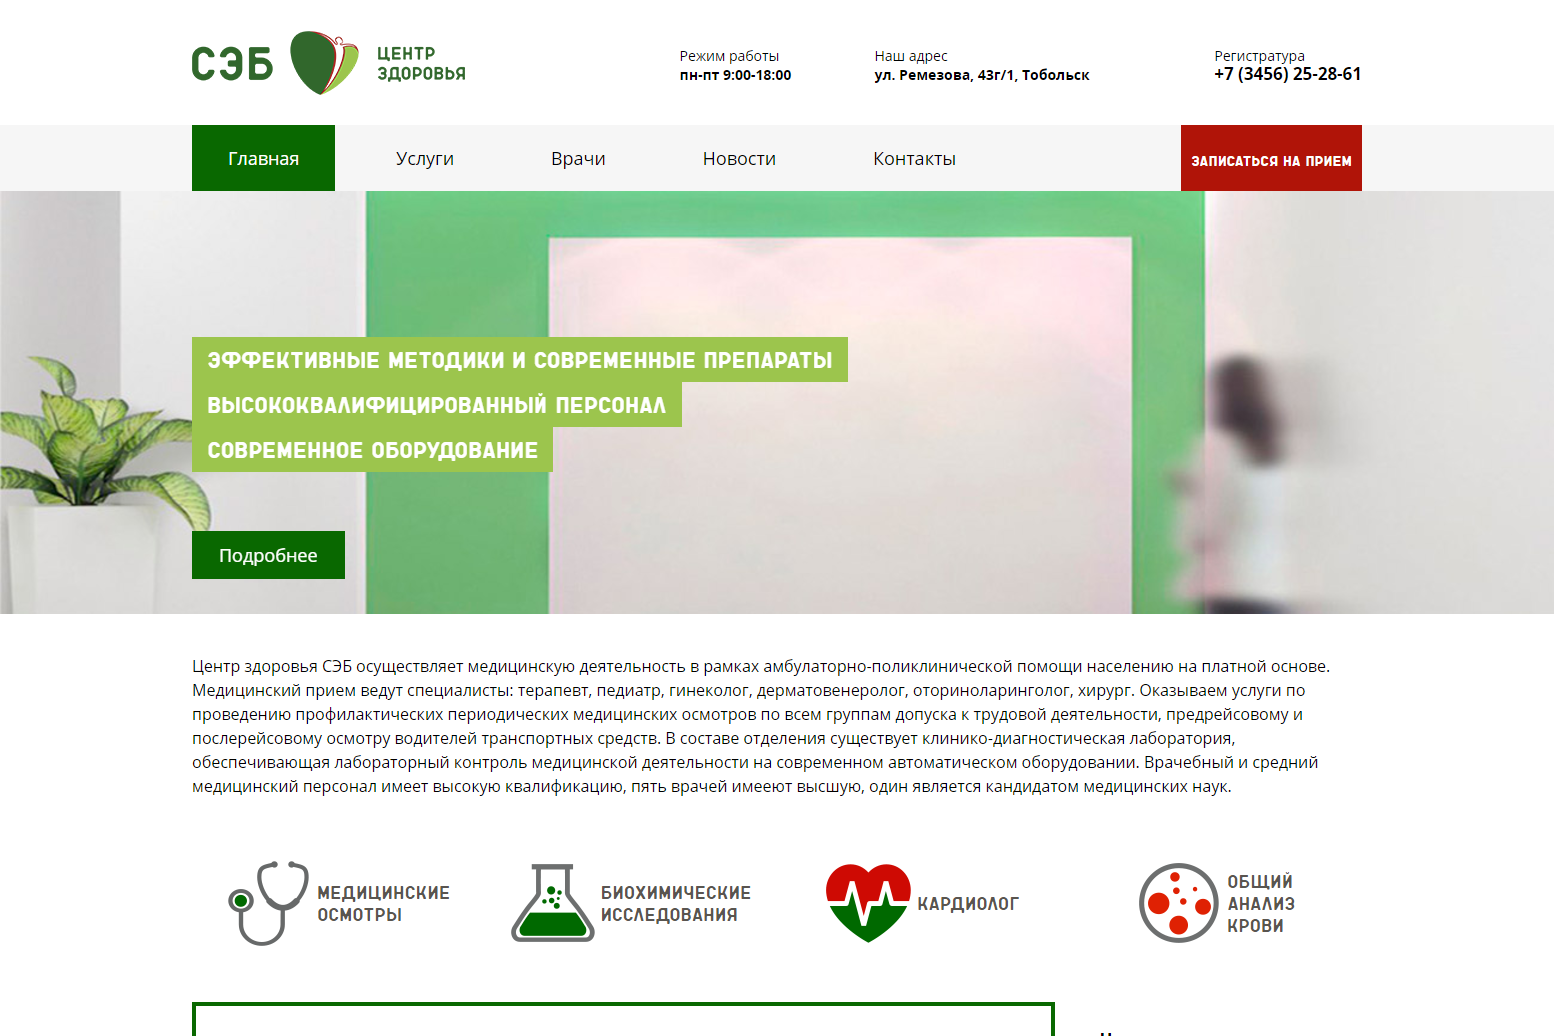 СЭБ
ЦЕНТР
ЗДОРОВЬЯ
Режим работы
пн-пт 9:00-18:00
Наш адрес
ул. Ремезова, 43г/1, Тобольск
Регистратура
+7 (3456) 25-28-61
Главная
Услуги
Врачи
Новости
Контакты
ЗАПИСАТЬСЯ НА ПРИЕМ
ЭФФЕКТИВНЫЕ МЕТОДИКИ И СОВРЕМЕННЫЕ ПРЕПАРАТЫ
ВЫСОКОКВАЛИФИЦИРОВАННЫЙ ПЕРСОНАЛ
СОВРЕМЕННОЕ ОБОРУДОВАНИЕ
Подробнее
Центр здоровья СЭБ осуществляет медицинскую деятельность в рамках амбулаторно-поликлинической помощи населению на платной основе.
Медицинский прием ведут специалисты: терапевт, педиатр, гинеколог, дерматовенеролог, оториноларинголог, хирург. Оказываем услуги по
проведению профилактических периодических медицинских осмотров по всем группам допуска к трудовой деятельности, предрейсовому и
послерейсовому осмотру водителей транспортных средств. В составе отделения существует клинико-диагностическая лаборатория,
обеспечивающая лабораторный контроль медицинской деятельности на современном автоматическом оборудовании. Врачебный и средний
медицинский персонал имеет высокую квалификацию, пять врачей имееют высшую, один является кандидатом медицинских наук.
МЕДИЦИНСКИЕ
ОСМОТРЫ
БИОХИМИЧЕСКИЕ
ИССЛЕДОВАНИЯ
КАРДИОЛОГ
ОБЩИЙ
АНАЛИЗ
КРОВИ